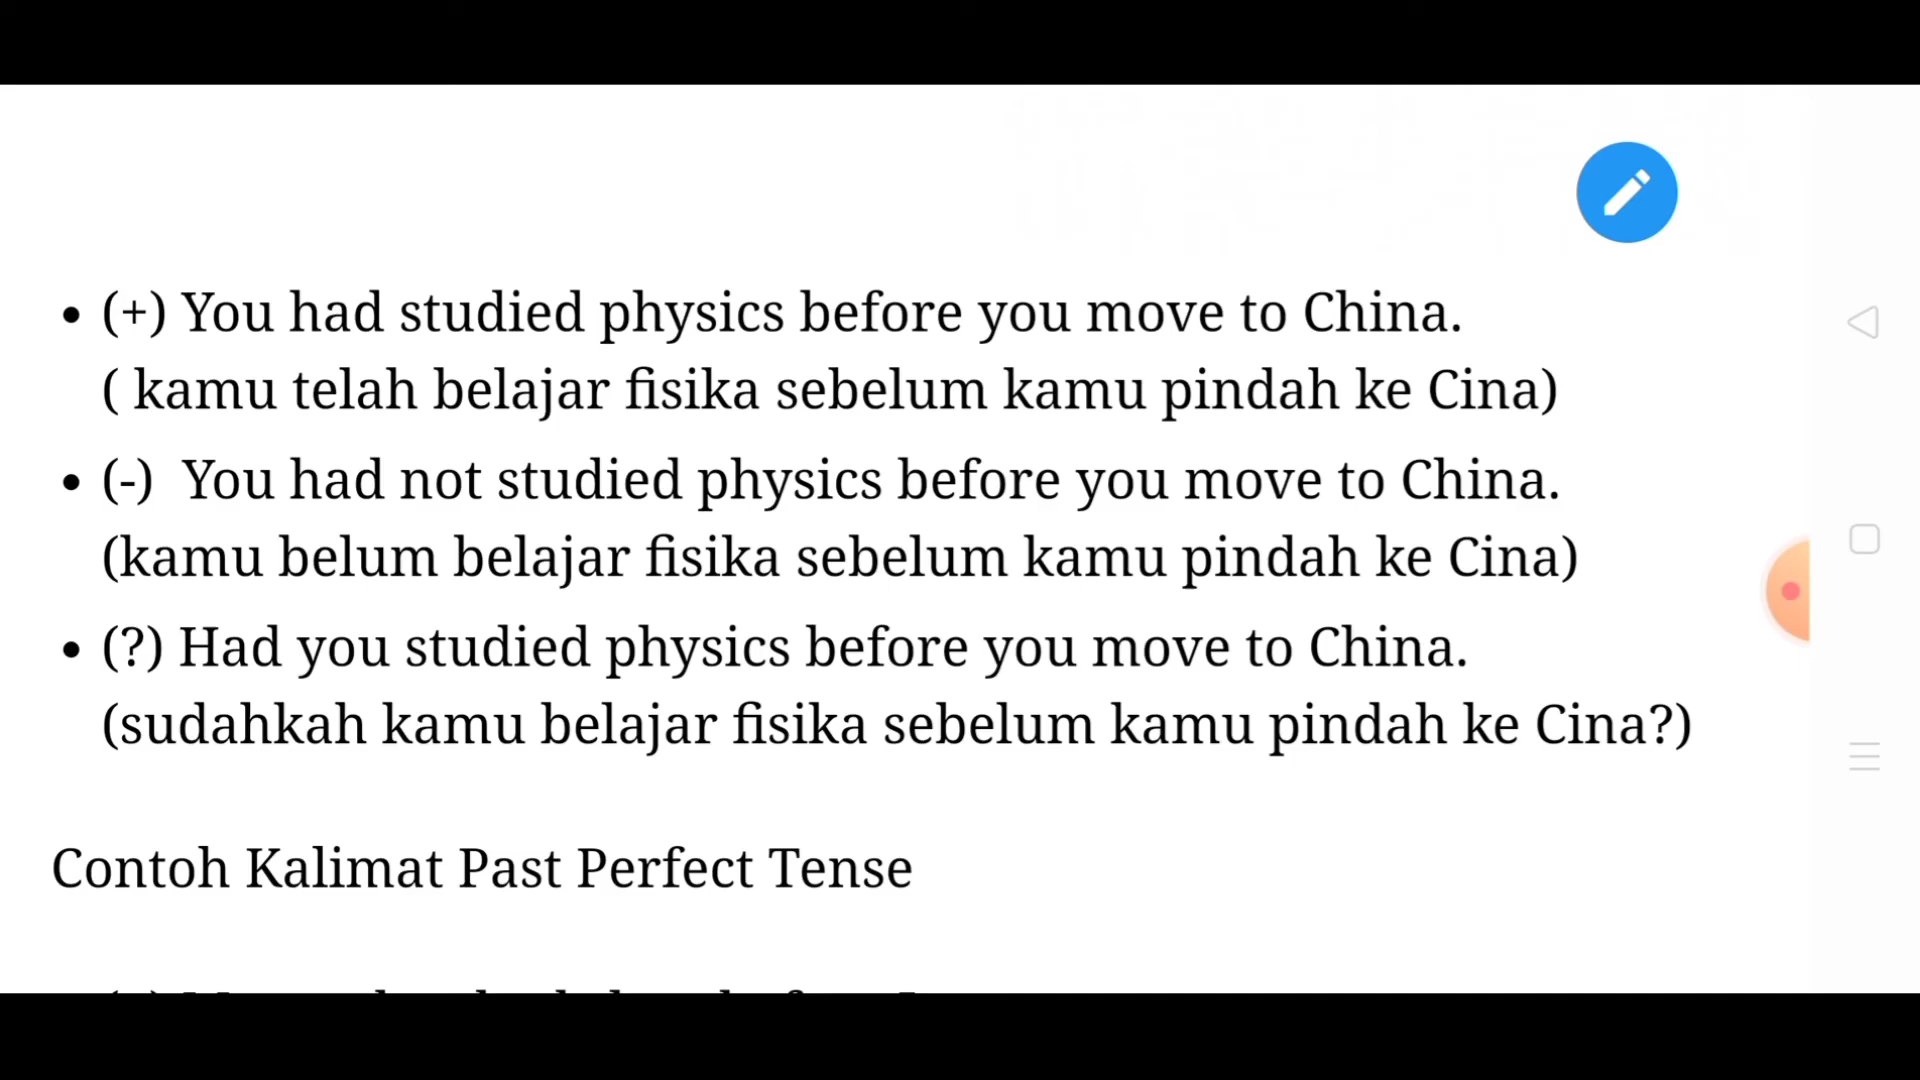 • (+) You had studied physics before you move to China.
( kamu telah belajar fisika sebelum kamu pindah ke Cina)
• (-)  You had not studied physics before you move to China.
(kamu belum belajar fisika sebelum kamu pindah ke Cina)
• (?) Had you studied physics before you move to China.
(sudahkah kamu belajar fisika sebelum kamu pindah ke Cina?)
Contoh Kalimat Past Perfect Tense